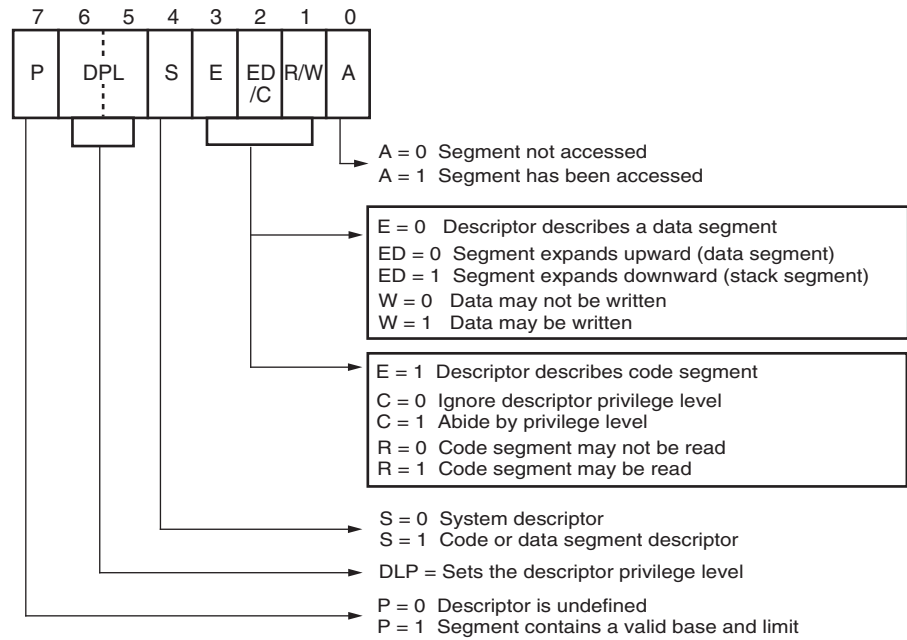 7 6 5 4 3 2 1 0
P DPL S E ED/C R/W A
A = 0 Segment not accessed
A = 1 Segment has been accessed
E = 0 Descriptor describes a data segment
ED = 0 Segment expands upward (data segment)
ED = 1 Segment expands downward (stack segment)
W = 0 Data may not be written
W = 1 Data may be written
E = 1 Descriptor describes code segment
C = 0 Ignore descriptor privilege level
C = 1 Abide by privilege level
R = 0 Code segment may not be read
R = 1 Code segment may be read
S = 0 System descriptor
S = 1 Code or data segment descriptor
DLP = Sets the descriptor privilege level
P = 0 Descriptor is undefined
P = 1 Segment contains a valid base and limit